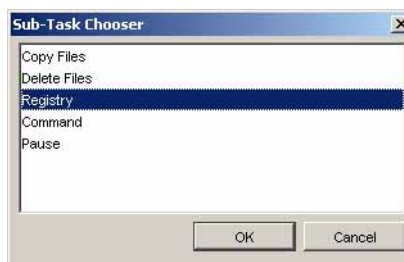 Sub-Task Chooser
Copy Files
Delete Files
Registry
Command
Pause
OK Cancel